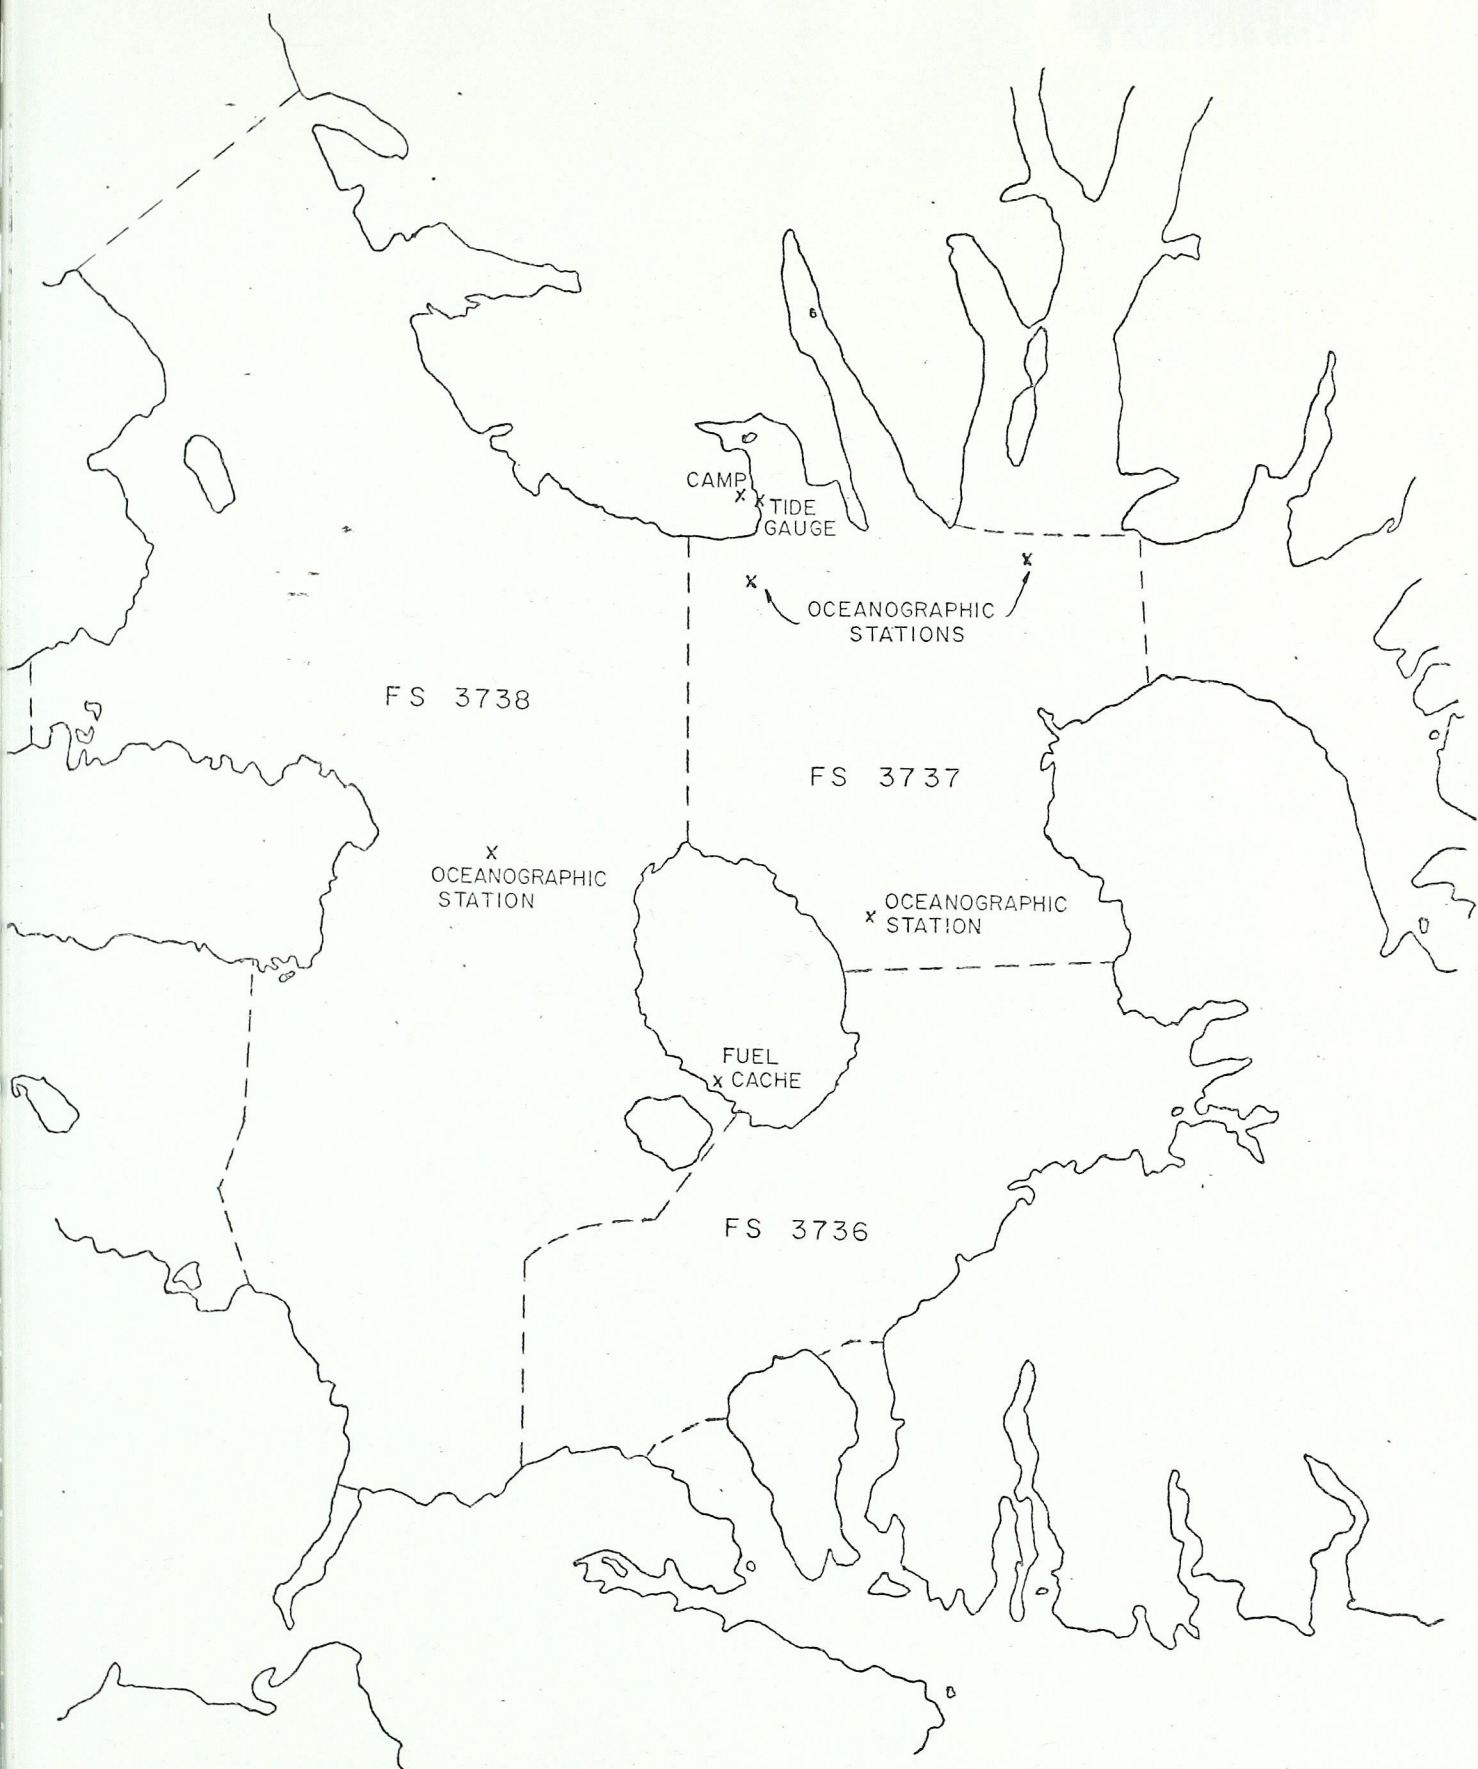 CAMP
TIDE
GAUGE
OCEANOGRAPHIC
STATIONS
FS 3738
FS 3737
OCEANOGRAPHIC
STATION
OCEANOGRAPHIC
STATION
FUEL
CACHE
FS 3736